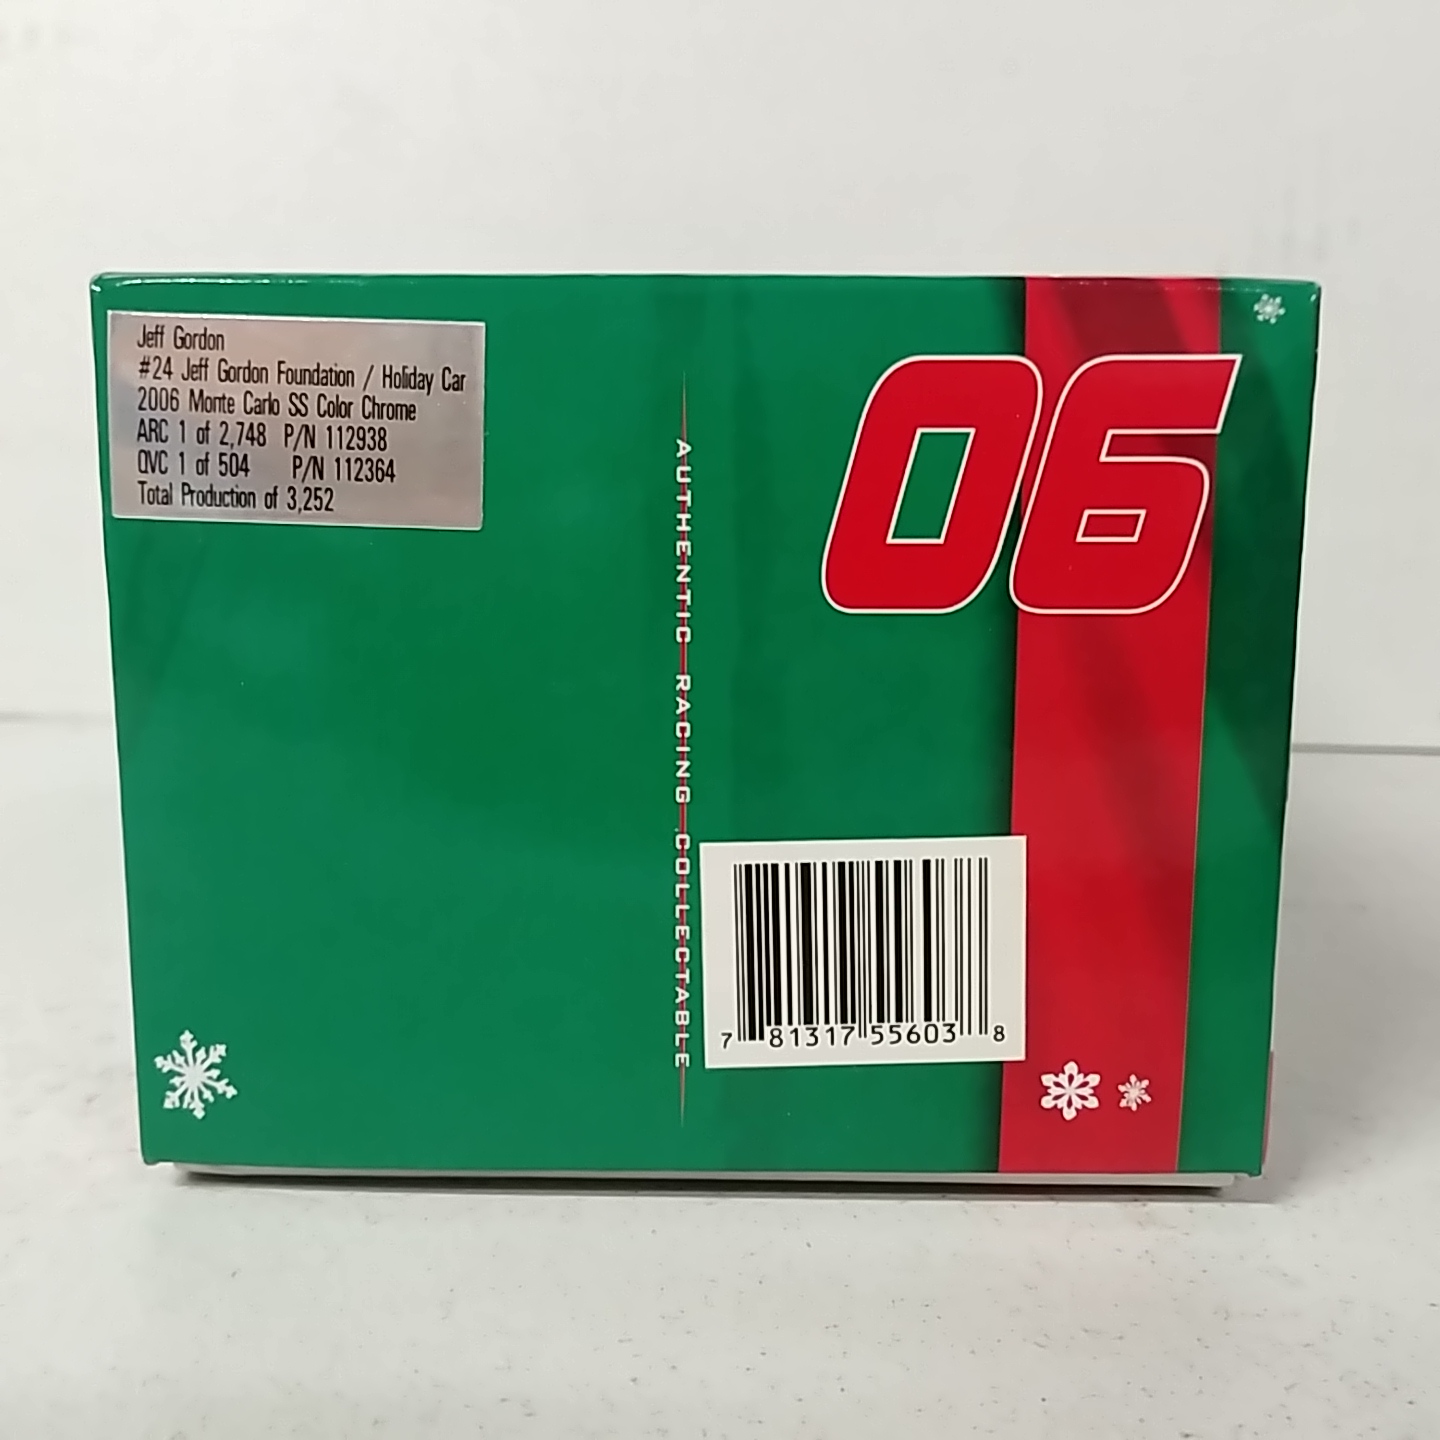 Jeff Gordon
#24 Jeff Gordon Foundation / Holiday Car
2006 Monte Carlo SS Color Chrome
ARC 1 of 2,748 P/N 112938
QVC 1 of 504 P/N 112364
Total Production of 3,252
AUTHENTIC RACING COLLECTABLE
06
7 81317 55603 8